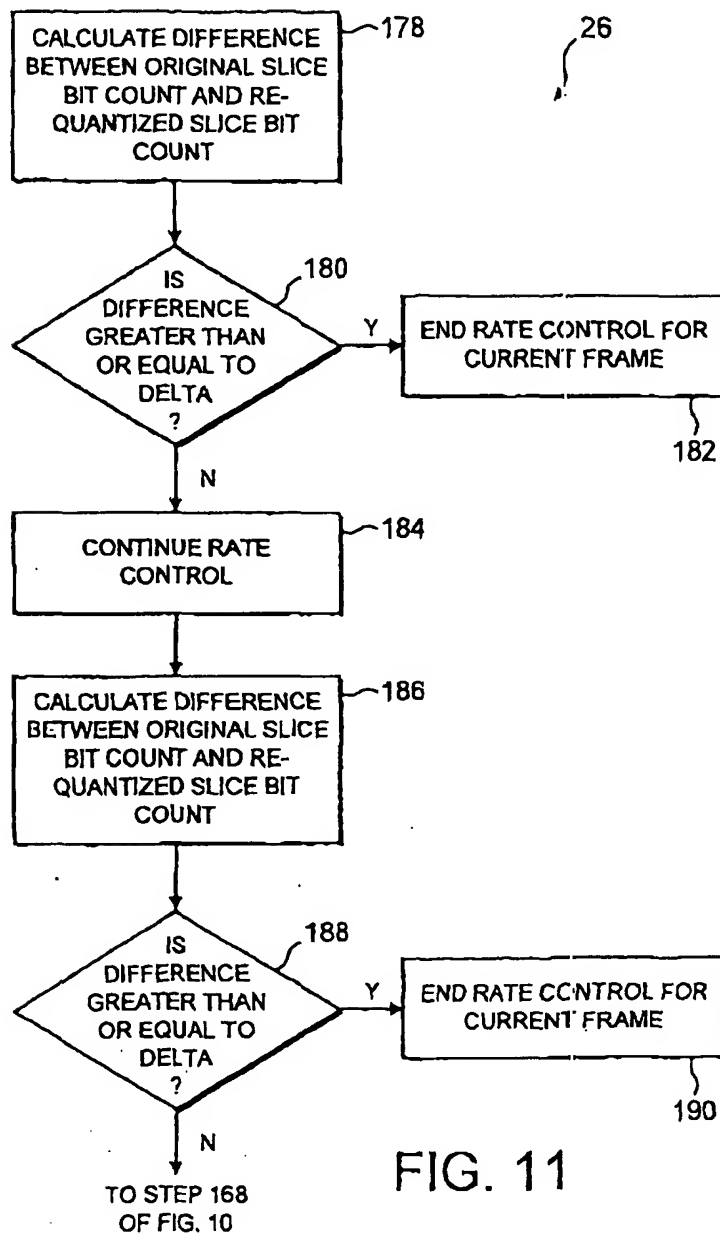 CALCULATE DIFFERENCE
BETWEEN ORIGINAL SLICE
BIT COUNT AND RE-
QUANTIZED SLICE BIT
COUNT
178
26
IS
DIFFERENCE
GREATER THAN
OR EQUAL TO
DELTA
?
180
Y
END RATE CONTROL FOR
CURRENT FRAME
182
N
CONTINUE RATE
CONTROL
184
CALCULATE DIFFERENCE
BETWEEN ORIGINAL SLICE
BIT COUNT AND RE-
QUANTIZED SLICE BIT
COUNT
186
IS
DIFFERENCE
GREATER THAN
OR EQUAL TO
DELTA
?
188
Y
END RATE CONTROL FOR
CURRENT FRAME
190
N
TO STEP 168
OF FIG. 10
FIG. 11